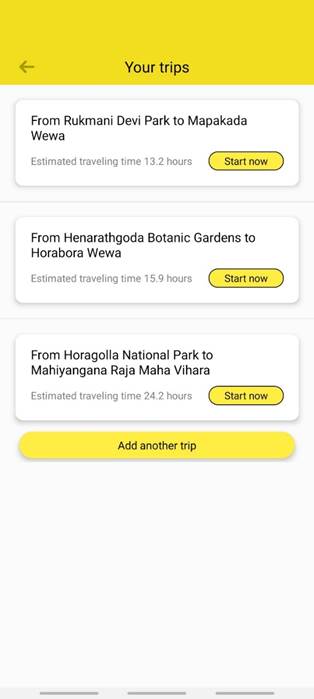 Your trips
From Rukmani Devi Park to Mapakada
Wewa
Estimated traveling time 13.2 hours
Start now
From Henarathgoda Botanic Gardens to
Horabora Wewa
Estimated traveling time 15.9 hours
Start now
From Horagolla National Park to
Mahiyangana Raja Maha Vihara
Estimated traveling time 24.2 hours
Start now
Add another trip